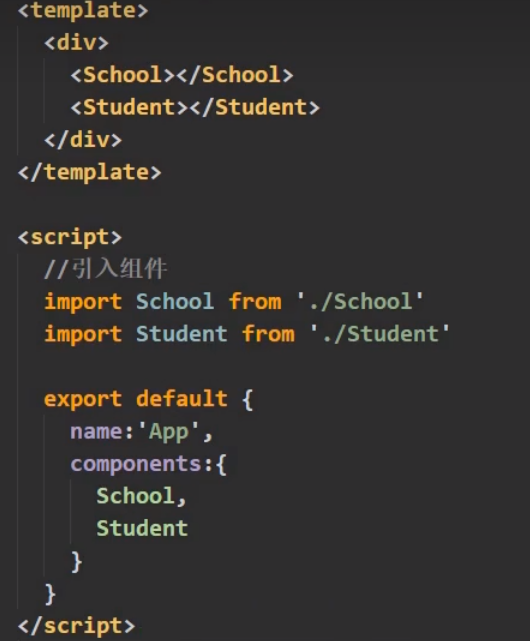 <template>
  <div>
    <School></School>
    <Student></Student>
  </div>
</template>

<script>
  //引入组件
  import School from './School'
  import Student from './Student'

  export default {
    name:'App',
    components:{
      School,
      Student
    }
  }
</script>